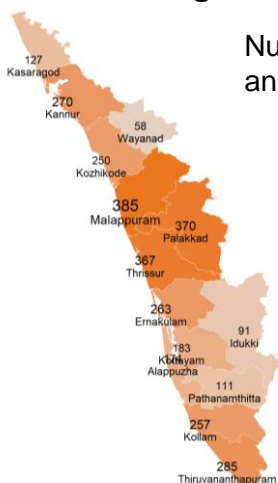 Nu
an
127
Kasaragod
270
Kannur
58
Wayanad
250
Kozhikode
385
Malappuram
370
Palakkad
367
Thrissur
263
Ernakulam
91
Idukki
183
Kottayam
174
Alappuzha
111
Pathanamthitta
257
Kollam
285
Thiruvananthapuram